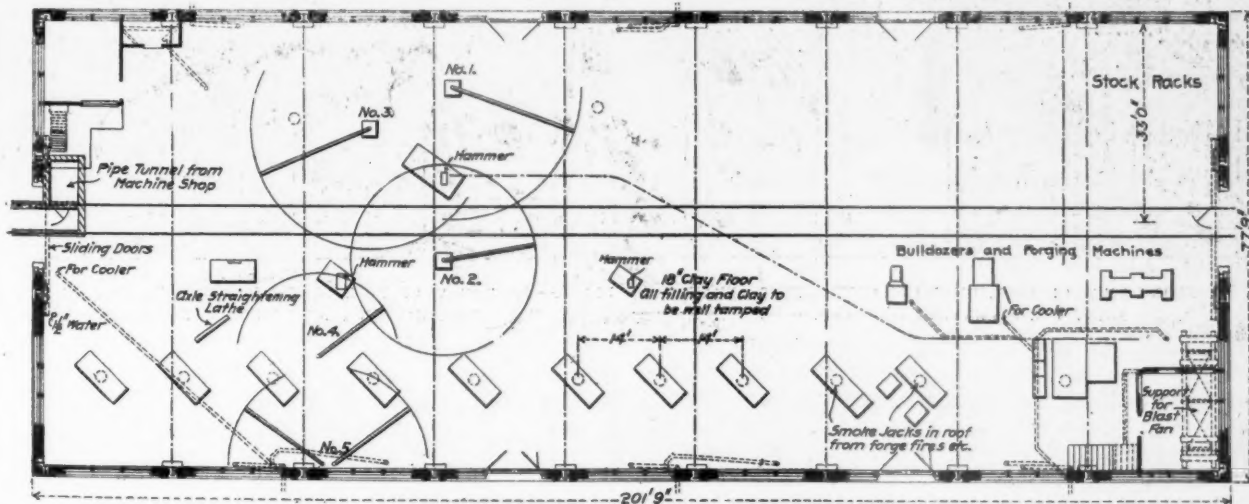 No. 1.
No. 3.
Stock Racks
33'0"
Hammer
Pipe Tunnel from
Machine Shop
77'9"
Sliding Doors
For Cooler
Hammer
No. 2.
Hammer
Bulldozers and Forging Machines
18" Clay Floor
All filling and Clay to
be well tamped
Axle Straightening
Lathe
Water
For Cooler
No. 4.
14'
14'
Support
for
Blast
Fan
Smoke Jacks in roof
from forge fires etc.
No. 5.
201'9"